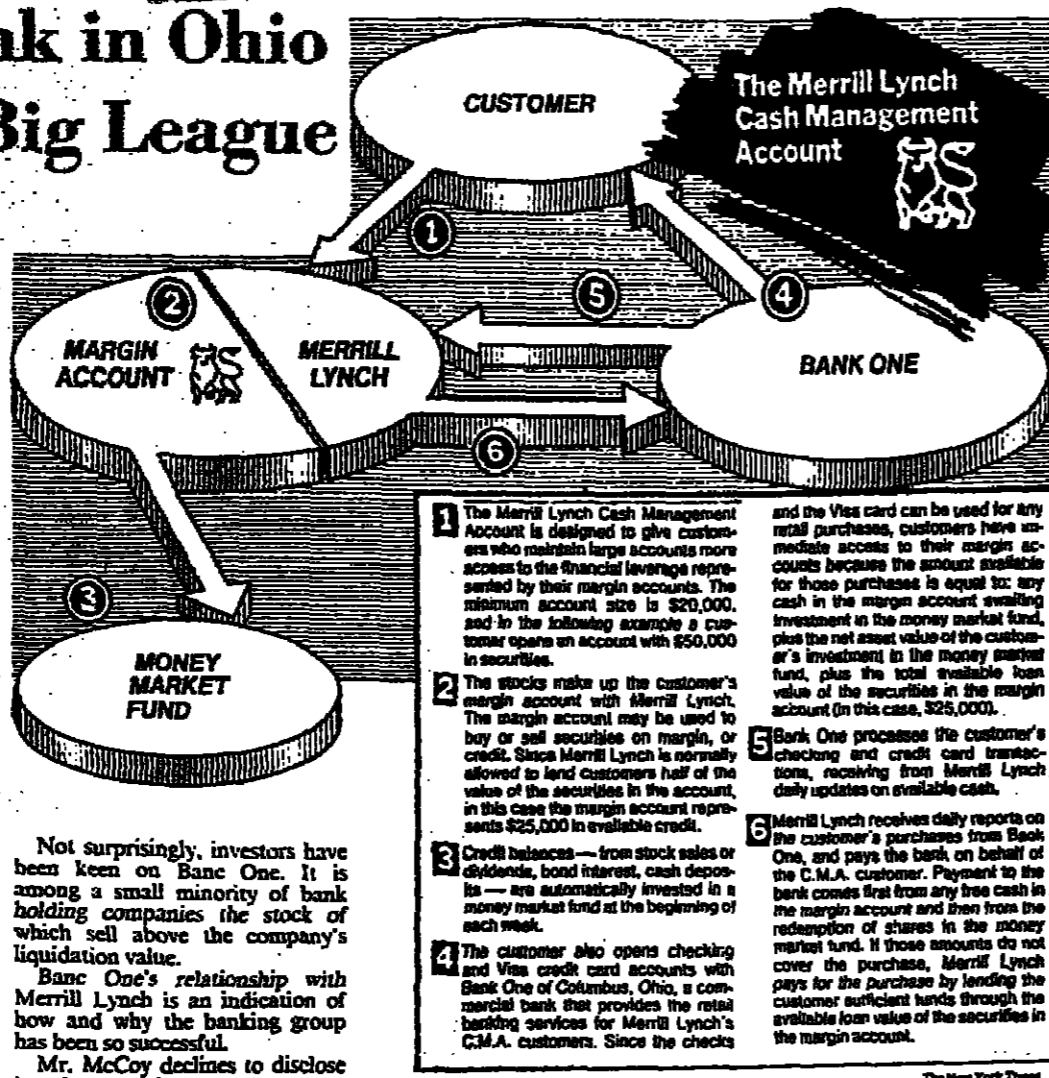 nk in Ohio
Big League
The Merrill Lynch
Cash Management
Account
CUSTOMER
1
2
5
4
MARGIN
ACCOUNT
MERRILL
LYNCH
BANK ONE
6
3
MONEY
MARKET
FUND
1 The Merrill Lynch Cash Management
Account is designed to give custom-
ers who maintain large accounts more
access to the financial leverage repre-
sented by their margin accounts. The
minimum account size is $20,000,
and in the following example a cus-
tomer opens an account with $50,000
in securities.
2 The stocks make up the customer's
margin account with Merrill Lynch.
The margin account may be used to
buy or sell securities on margin, or
credit. Since Merrill Lynch is normally
allowed to lend customers half of the
value of the securities in the account,
in this case the margin account repre-
sents $25,000 in available credit.
3 Credit balances — from stock sales or
dividends, bond interest, cash depos-
its — are automatically invested in a
money market fund at the beginning of
each week.
4 The customer also opens checking
and Visa credit card accounts with
Bank One of Columbus, Ohio, a com-
mercial bank that provides the retail
banking services for Merrill Lynch's
C.M.A. customers. Since the checks
and the Visa card can be used for any
retail purchases, customers have im-
mediate access to their margin ac-
counts because the amount available
for those purchases is equal to: any
cash in the margin account awaiting
investment in the money market fund,
plus the net asset value of the custom-
er's investment in the money market
fund, plus the total available loan
value of the securities in the margin
account (in this case, $25,000).
5 Bank One processes the customer's
checking and credit card transac-
tions, receiving from Merrill Lynch
daily updates on available cash.
6 Merrill Lynch receives daily reports on
the customer's purchases from Bank
One, and pays the bank on behalf of
the C.M.A. customer. Payment to the
bank comes first from any free cash in
the margin account and then from the
redemption of shares in the money
market fund. If those amounts do not
cover the purchase, Merrill Lynch
pays for the purchase by lending the
customer sufficient funds through the
available loan value of the securities in
the margin account.
The New York Times
Not surprisingly, investors have
been keen on Banc One. It is
among a small minority of bank
holding companies the stock of
which sell above the company's
liquidation value.
Banc One's relationship with
Merrill Lynch is an indication of
how and why the banking group
has been so successful.
Mr. McCoy declines to disclose